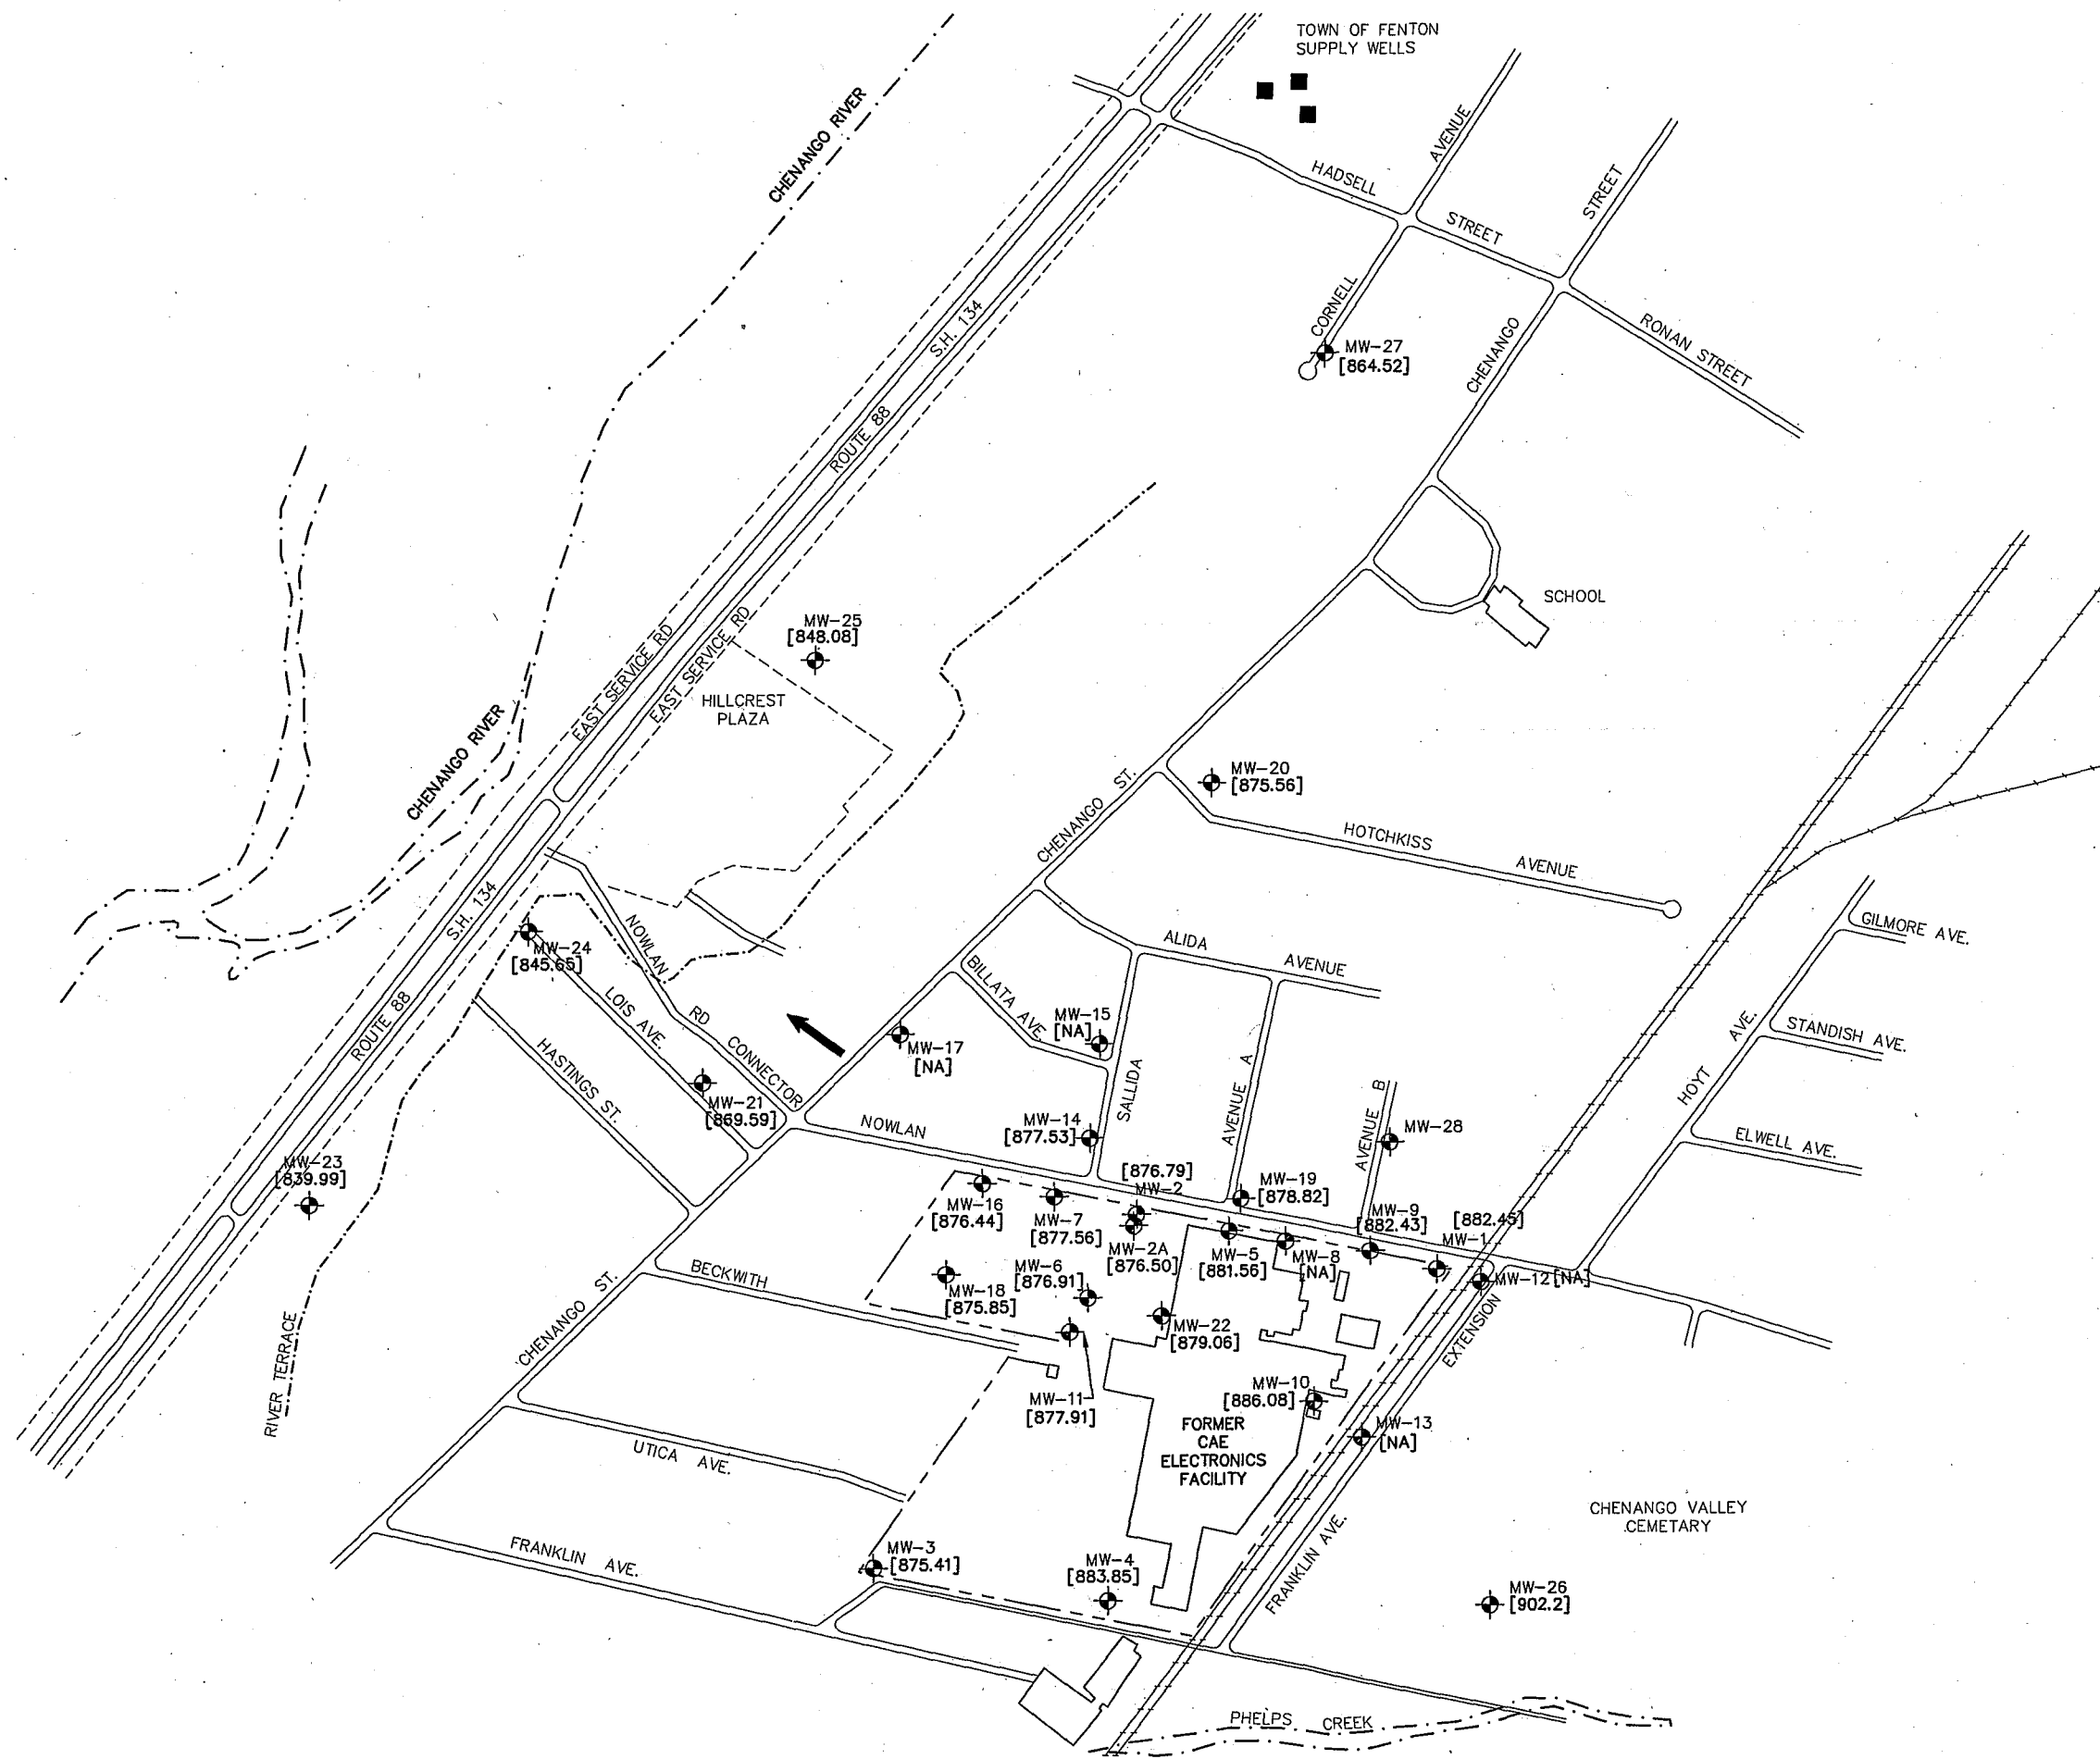 TOWN OF FENTON
SUPPLY WELLS
CHENANGO RIVER
AVENUE
HADSELL
STREET
STREET
CORNELL
MW-27
[864.52]
S.H. 134
CHENANGO
RONAN STREET
ROUTE 88
SCHOOL
MW-25
[848.08]
EAST SERVICE RD
EAST SERVICE RD
HILLCREST
PLAZA
CHENANGO RIVER
MW-20
[875.56]
CHENANGO ST.
HOTCHKISS
AVENUE
S.H. 134
NOWLAN
MW-24
[845.65]
ALIDA
AVENUE
GILMORE AVE.
BILLATA AVE.
LOIS AVE.
RD
CONNECTOR
MW-15
[NA]
MW-17
[NA]
ROUTE 88
HASTINGS ST.
STANDISH AVE.
HOYT AVE.
MW-21
[869.59]
SALLIDA
AVENUE A
AVENUE B
NOWLAN
MW-14
[877.53]
MW-28
ELWELL AVE.
MW-23
[839.99]
[876.79]
MW-2
MW-19
[878.82]
MW-16
[876.44]
MW-7
[877.56]
MW-2A
[876.50]
MW-5
[881.56]
MW-8
[NA]
MW-9
[882.43]
[882.45]
MW-1
MW-12 [NA]
MW-6
[876.91]
MW-18
[875.85]
BECKWITH
CHENANGO ST.
MW-22
[879.06]
EXTENSION
RIVER TERRACE
MW-11
[877.91]
MW-10
[886.08]
MW-13
[NA]
FORMER
CAE
ELECTRONICS
FACILITY
UTICA AVE.
CHENANGO VALLEY
CEMETARY
FRANKLIN AVE.
FRANKLIN AVE.
MW-3
[875.41]
MW-4
[883.85]
MW-26
[902.2]
PHELPS CREEK